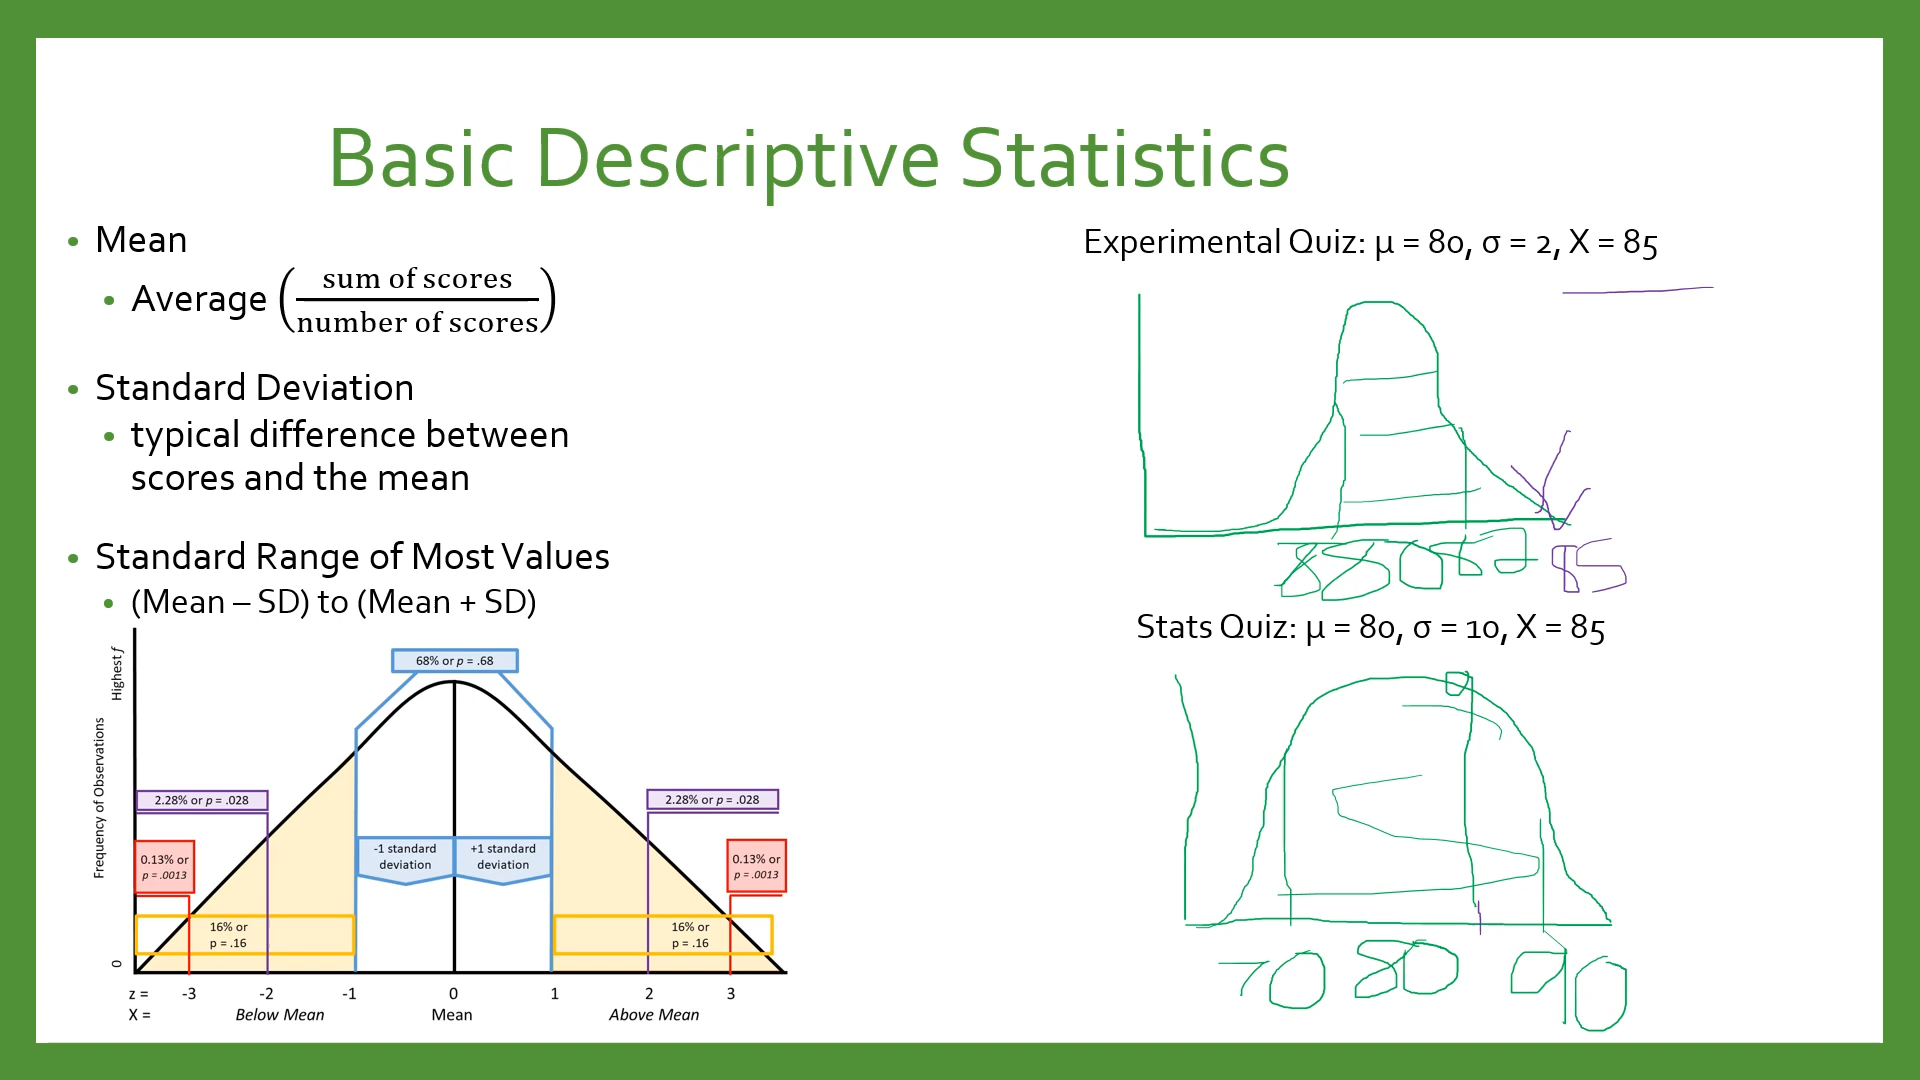 Basic Descriptive Statistics
• Mean
• Average (sum of scores / number of scores)
• Standard Deviation
• typical difference between
scores and the mean
• Standard Range of Most Values
• (Mean – SD) to (Mean + SD)
Highest f
Frequency of Observations
0
68% or p = .68
2.28% or p = .028
2.28% or p = .028
-1 standard
deviation
+1 standard
deviation
0.13% or
p = .0013
0.13% or
p = .0013
16% or
p = .16
16% or
p = .16
z = -3 -2 -1 0 1 2 3
X = Below Mean Mean Above Mean
Experimental Quiz: μ = 80, σ = 2, X = 85
80 82 85
Stats Quiz: μ = 80, σ = 10, X = 85
70 80 90